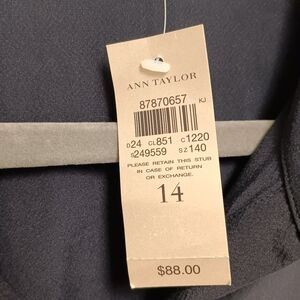 ANN TAYLOR
87870657
KJ
D24 CL851 C1220
S249559 SZ140
PLEASE RETAIN THIS STUB
IN CASE OF RETURN
OR EXCHANGE.
14
$88.00